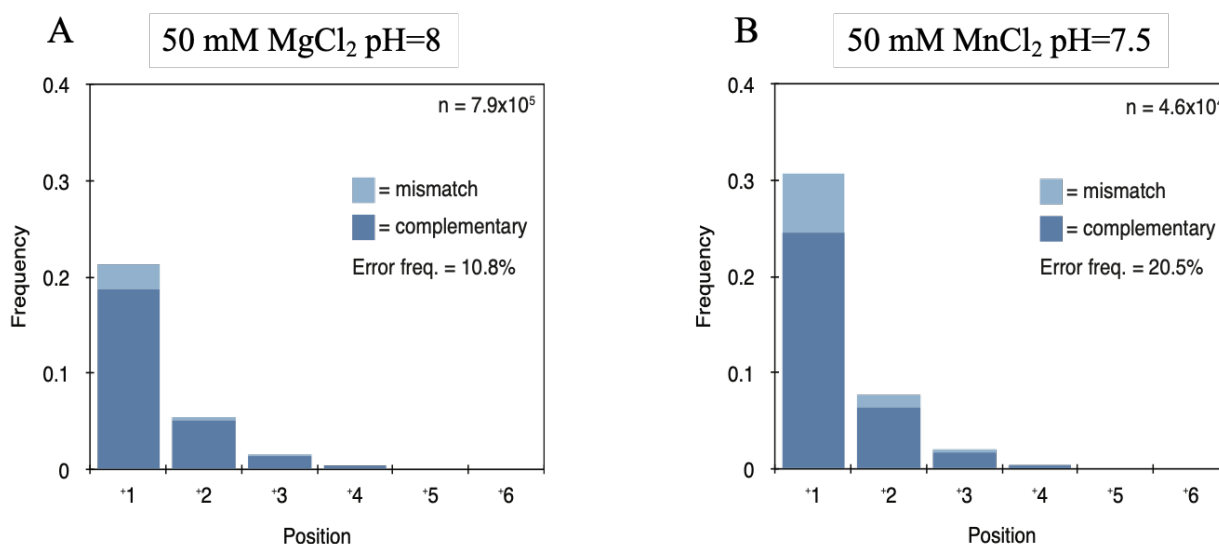 A
50 mM MgCl₂ pH=8
0.4
0.3
0.2
0.1
0
Frequency
n = 7.9x10⁵
= mismatch
= complementary
Error freq. = 10.8%
⁺1 ⁺2 ⁺3 ⁺4 ⁺5 ⁺6
Position
B
50 mM MnCl₂ pH=7.5
0.4
0.3
0.2
0.1
0
Frequency
n = 4.6x10
= mismatch
= complementary
Error freq. = 20.5%
⁺1 ⁺2 ⁺3 ⁺4 ⁺5 ⁺6
Position